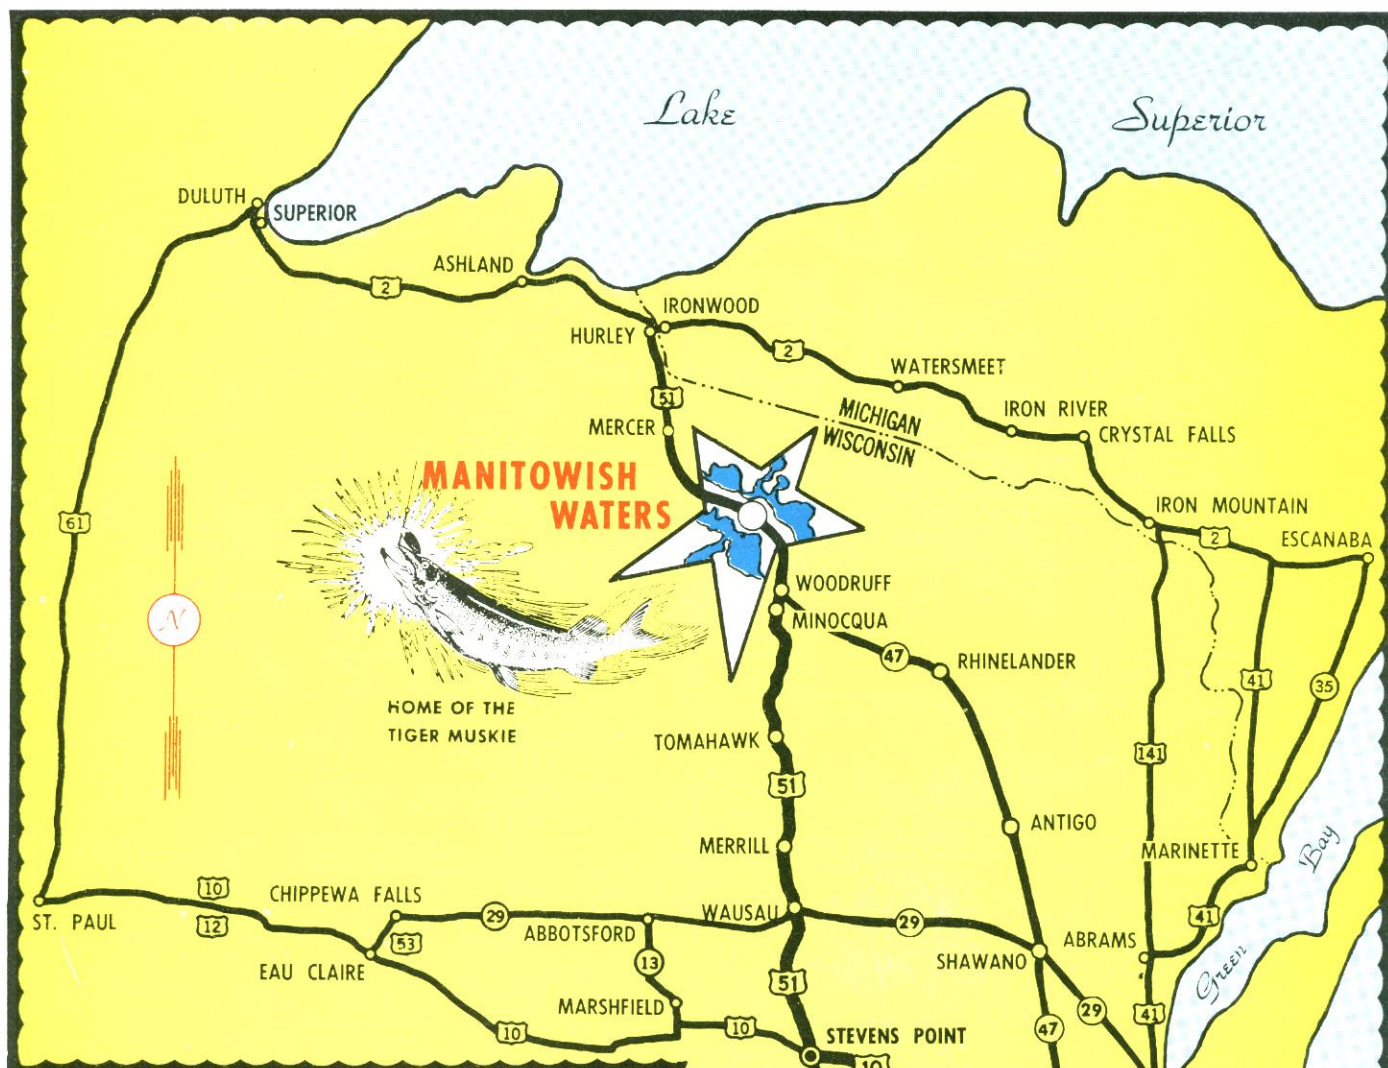 Lake Superior
DULUTH
SUPERIOR
ASHLAND
2
IRONWOOD
HURLEY
2
WATERSMEET
51
MICHIGAN
WISCONSIN
IRON RIVER
CRYSTAL FALLS
MERCER
MANITOWISH
WATERS
61
IRON MOUNTAIN
2
ESCANABA
N
WOODRUFF
MINOCQUA
47
RHINELANDER
41
35
HOME OF THE
TIGER MUSKIE
TOMAHAWK
51
141
ANTIGO
MERRILL
MARINETTE
10
12
CHIPPEWA FALLS
29
WAUSAU
29
41
ST. PAUL
53
ABBOTSFORD
ABRAMS
EAU CLAIRE
13
SHAWANO
Green Bay
51
MARSHFIELD
10
10
STEVENS POINT
47
29
41
10